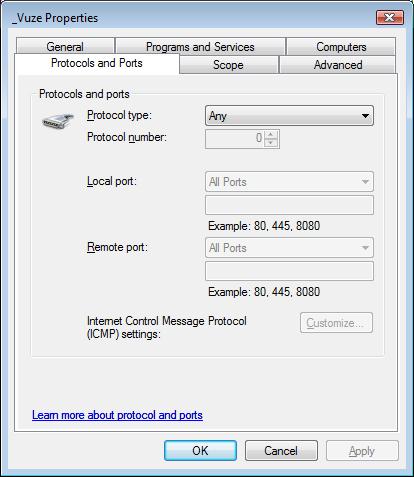 _Vuze Properties
General
Programs and Services
Computers
Protocols and Ports
Scope
Advanced
Protocols and ports
Protocol type:
Any
Protocol number:
0
Local port:
All Ports
Example: 80, 445, 8080
Remote port:
All Ports
Example: 80, 445, 8080
Internet Control Message Protocol
(ICMP) settings:
Customize...
Learn more about protocol and ports
OK
Cancel
Apply